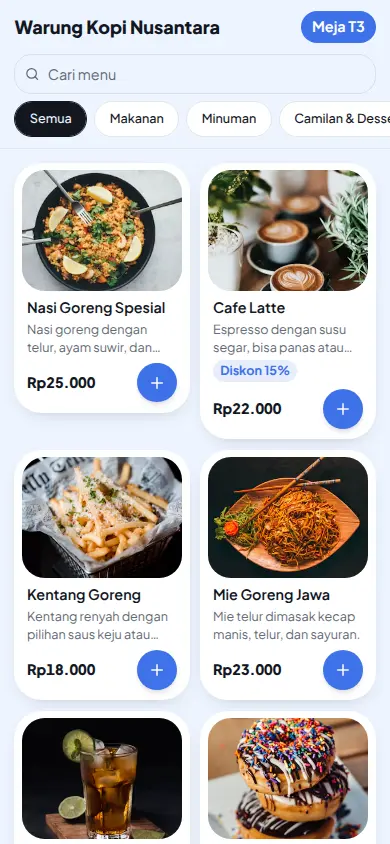 Warung Kopi Nusantara
Meja T3
Cari menu
Semua
Makanan
Minuman
Camilan & Desse
Nasi Goreng Spesial
Nasi goreng dengan
telur, ayam suwir, dan...
Rp25.000
Cafe Latte
Espresso dengan susu
segar, bisa panas atau...
Diskon 15%
Rp22.000
Kentang Goreng
Kentang renyah dengan
pilihan saus keju atau...
Rp18.000
Mie Goreng Jawa
Mie telur dimasak kecap
manis, telur, dan sayuran.
Rp23.000